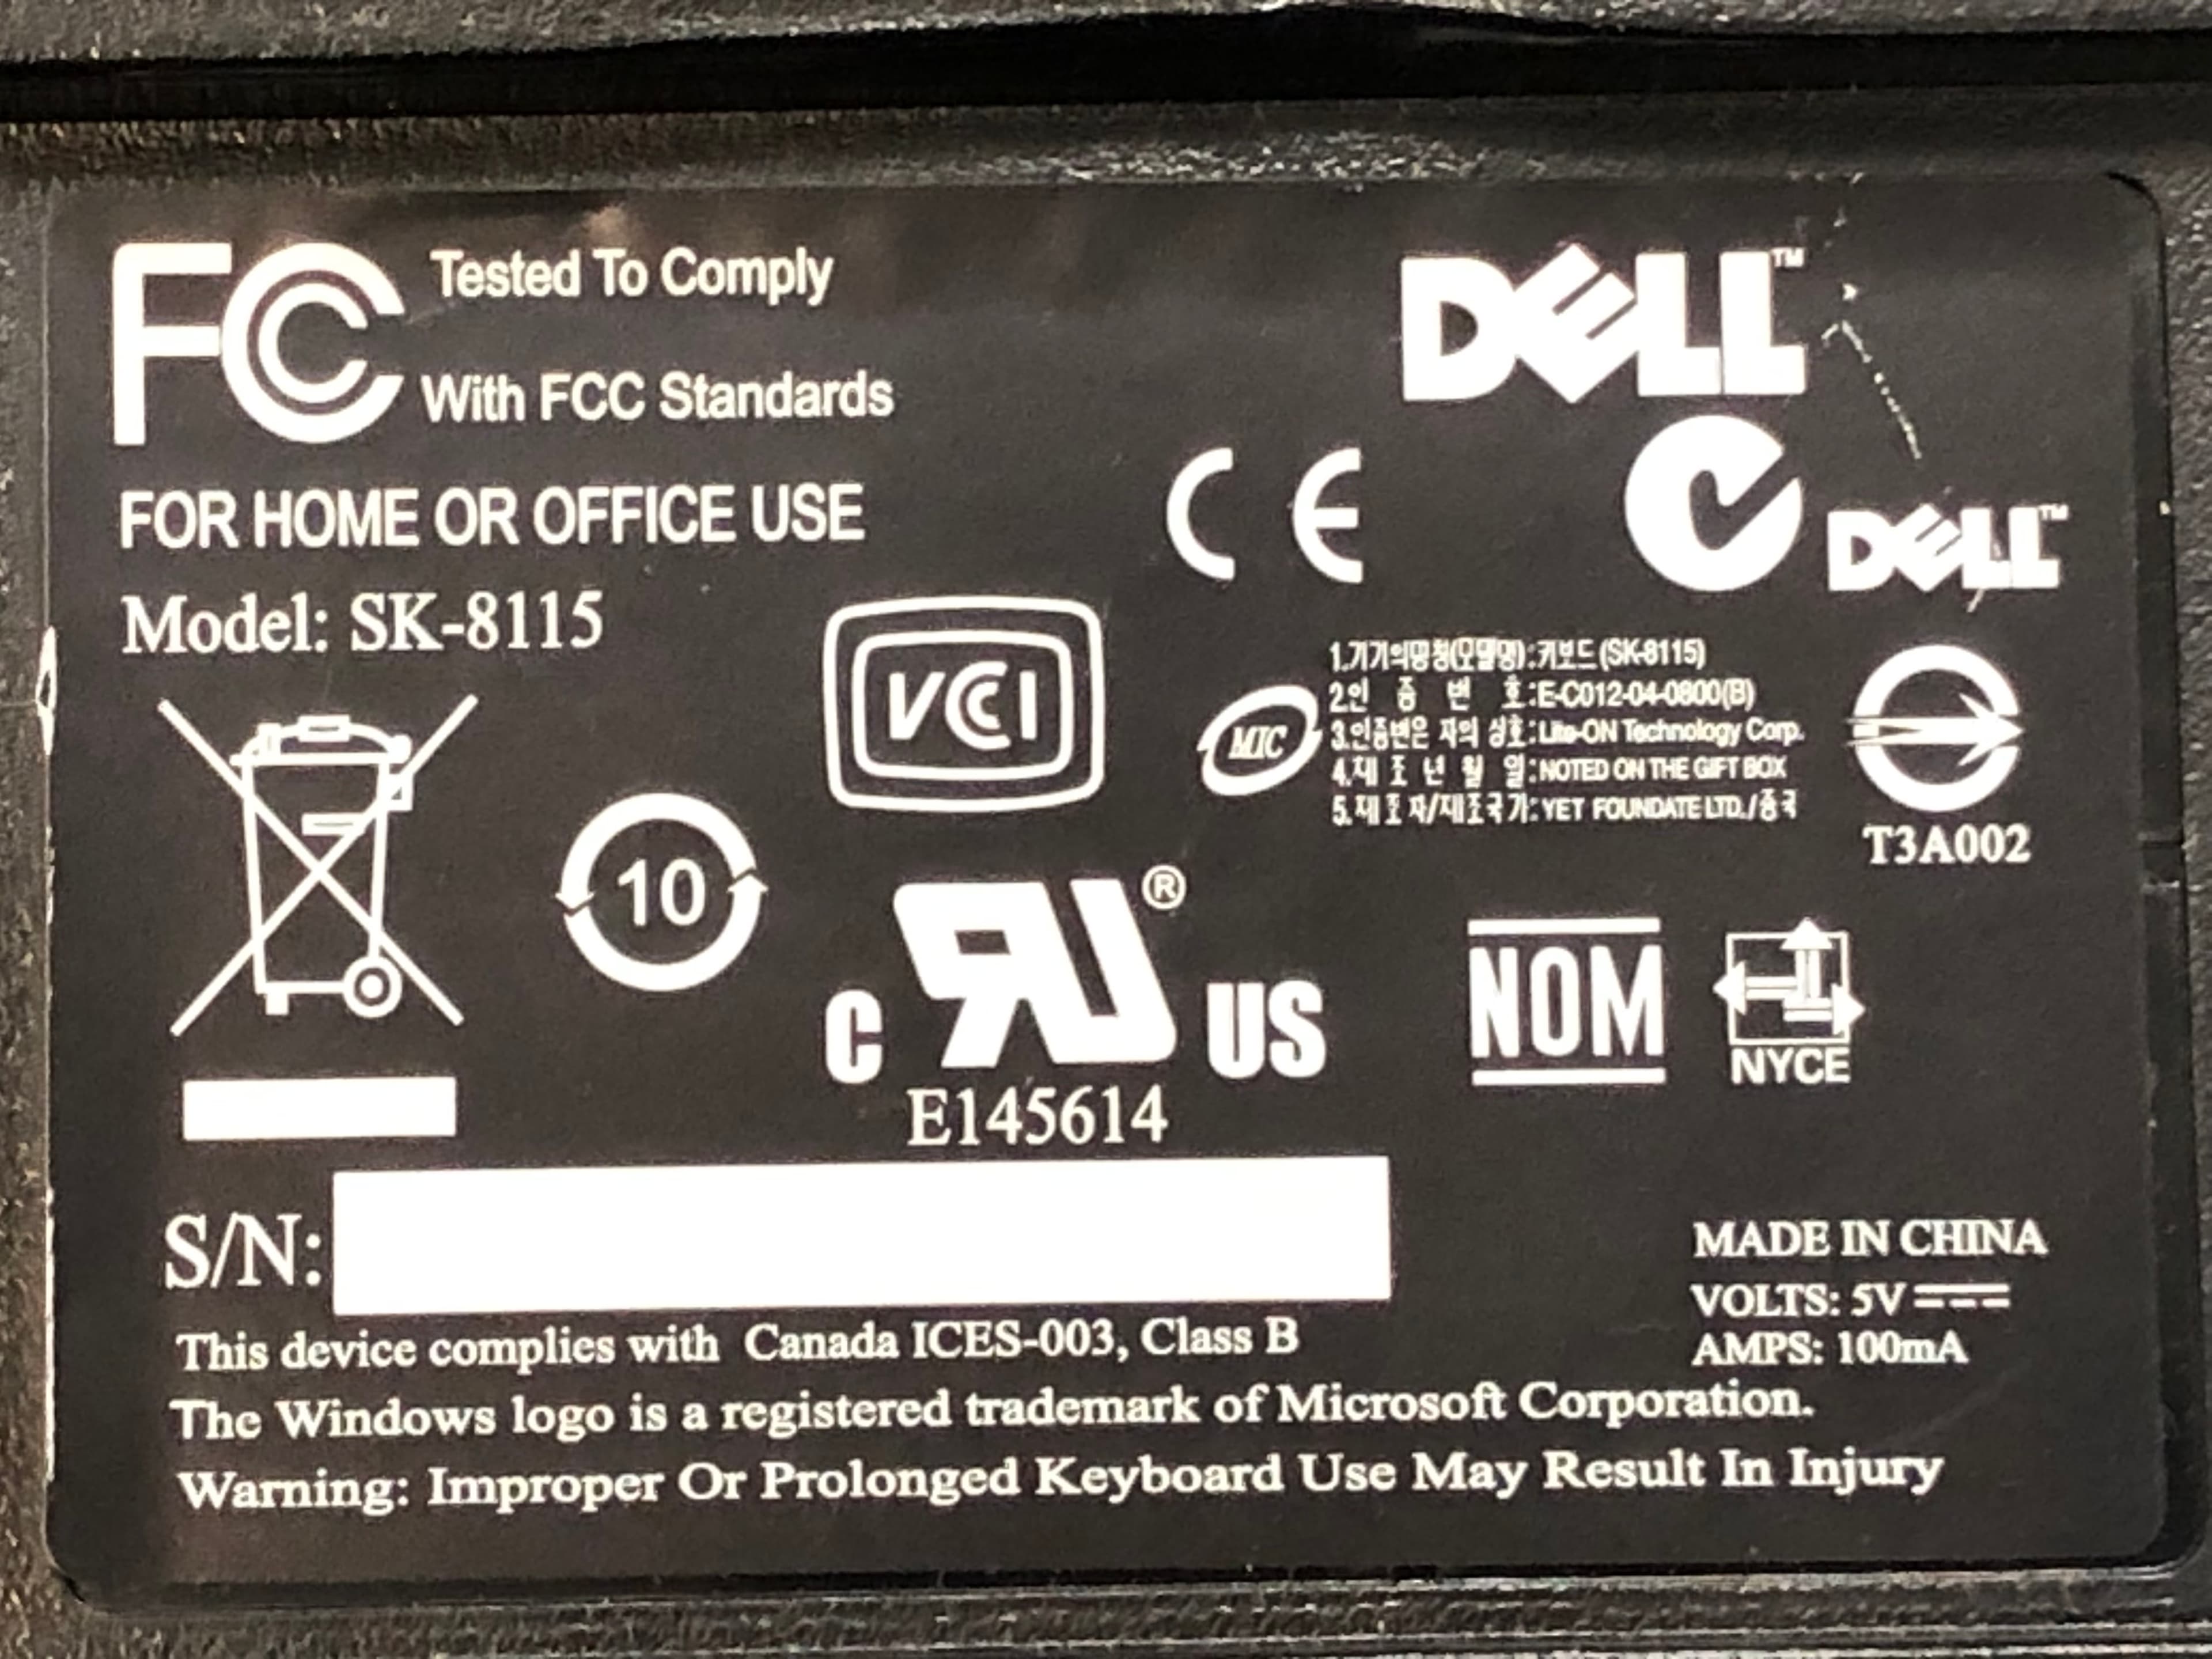 FC Tested To Comply
With FCC Standards
DELL™
FOR HOME OR OFFICE USE
CE
DELL™
Model: SK-8115
VCCI
MIC
1.기기의명칭(모델명):키보드(SK-8115)
2.인 증 번 호:E-C012-04-0800(B)
3.인증받은 자의 상호:Lite-ON Technology Corp.
4.제 조 년 월 일:NOTED ON THE GIFT BOX
5.제조자/제조국가:YET FOUNDATE LTD./중국
T3A002
10
C RU® US
E145614
NOM
NYCE
S/N:
MADE IN CHINA
VOLTS: 5V
AMPS: 100mA
This device complies with Canada ICES-003, Class B
The Windows logo is a registered trademark of Microsoft Corporation.
Warning: Improper Or Prolonged Keyboard Use May Result In Injury